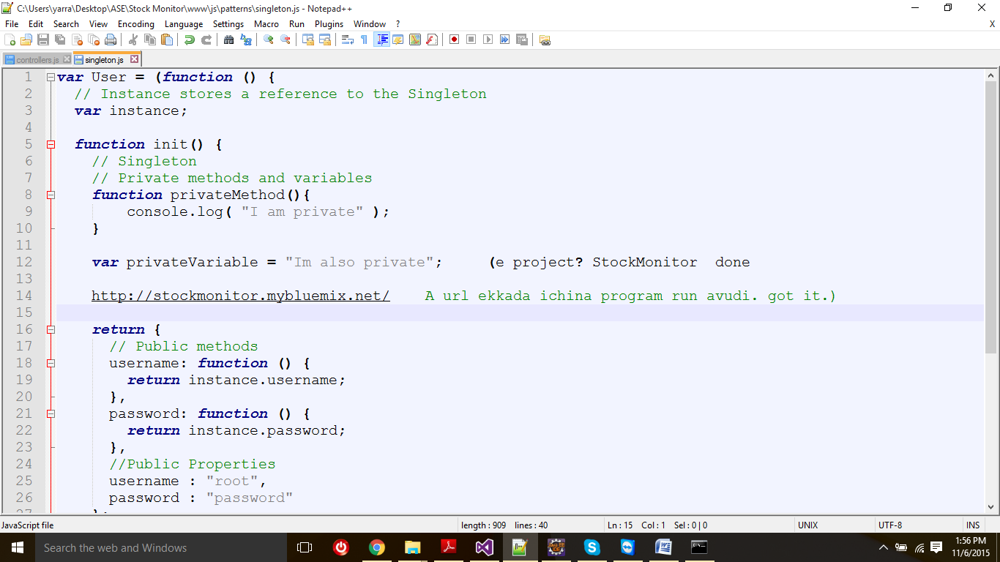 C:\Users\yarra\Desktop\ASE\Stock Monitor\www\js\patterns\singleton.js - Notepad++
File Edit Search View Encoding Language Settings Macro Run Plugins Window ? X
controllers.js singleton.js
1 var User = (function () {
2 // Instance stores a reference to the Singleton
3 var instance;
4
5 function init() {
6 // Singleton
7 // Private methods and variables
8 function privateMethod(){
9 console.log( "I am private" );
10 }
11
12 var privateVariable = "Im also private"; (e project? StockMonitor done
13
14 http://stockmonitor.mybluemix.net/ A url ekkada ichina program run avudi. got it.)
15
16 return {
17 // Public methods
18 username: function () {
19 return instance.username;
20 },
21 password: function () {
22 return instance.password;
23 },
24 //Public Properties
25 username : "root",
26 password : "password"
JavaScript file length : 909 lines : 40 Ln : 15 Col : 1 Sel : 0 | 0 UNIX UTF-8 INS
Search the web and Windows
1:56 PM
11/6/2015